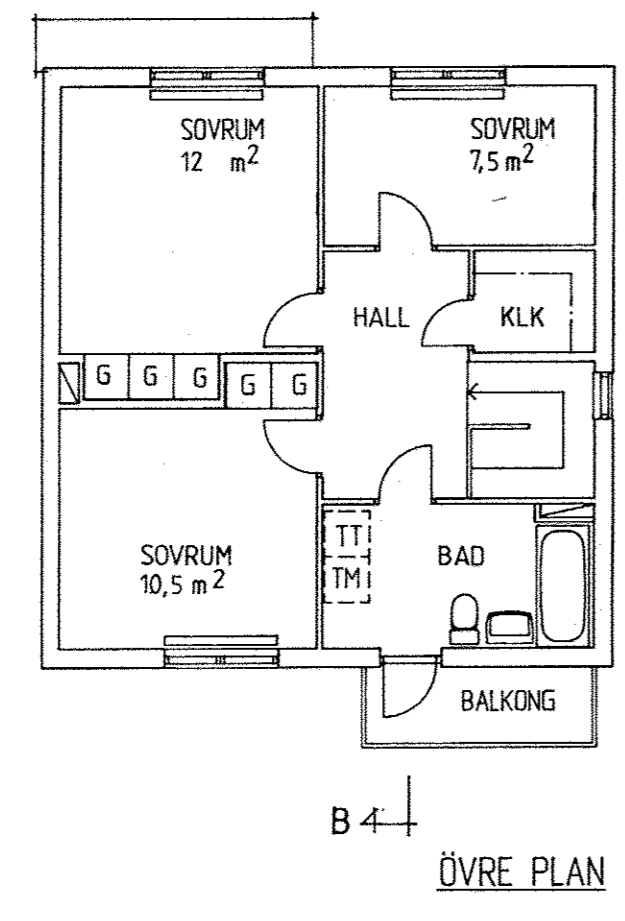 SOVRUM
12 m²
SOVRUM
7,5 m²
HALL
KLK
G G G G G
SOVRUM
10,5 m²
TT
TM
BAD
BALKONG
B
ÖVRE PLAN